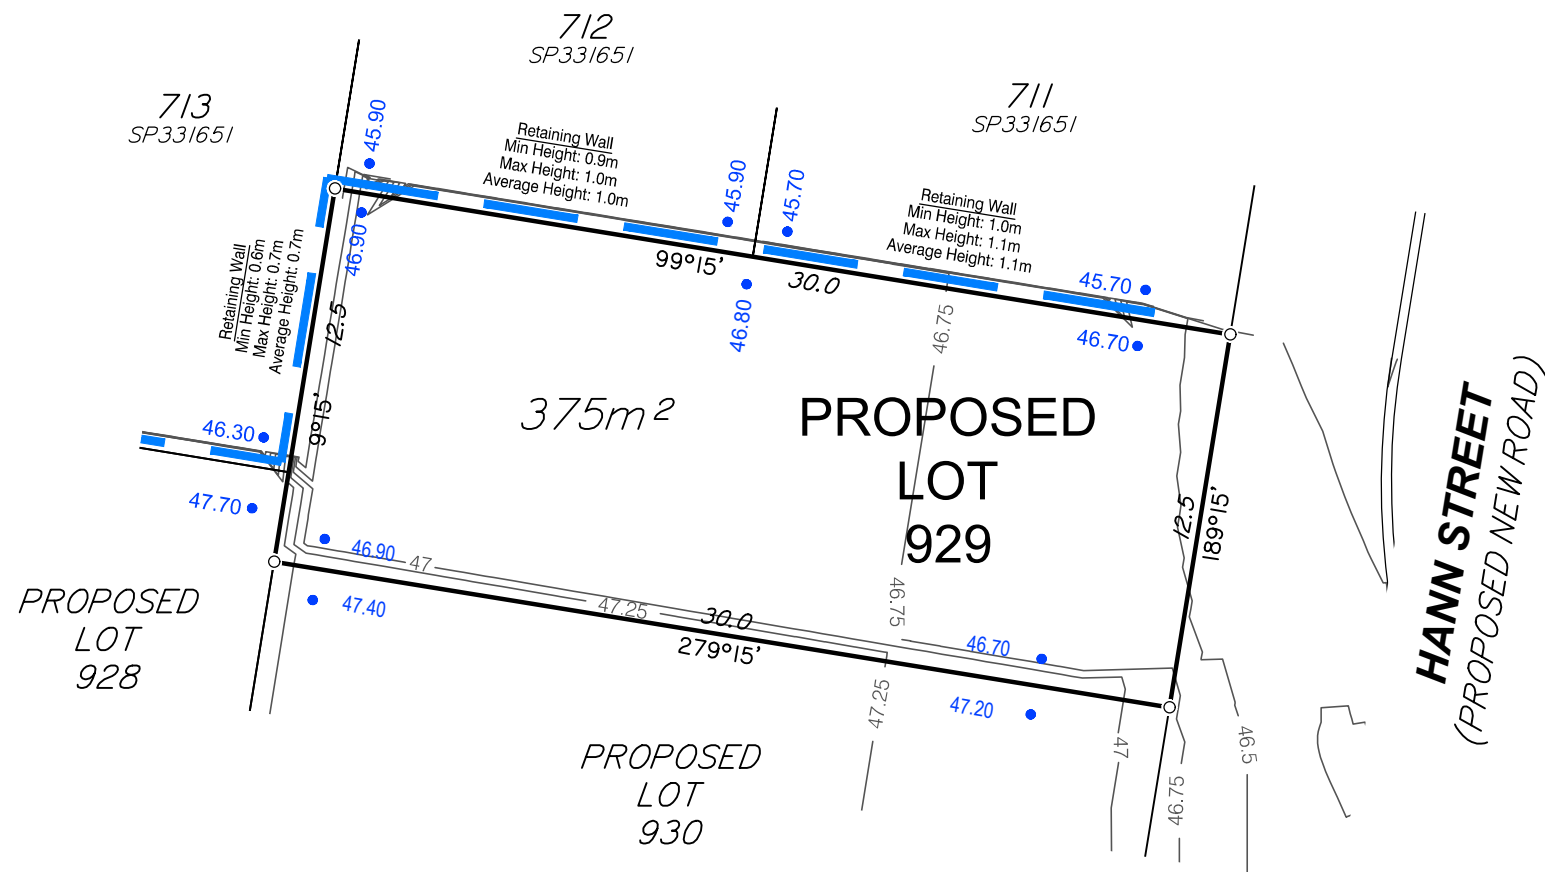 712
SP331651
713
SP331651
711
SP331651
45.90
Retaining Wall
Min Height: 0.9m
Max Height: 1.0m
Average Height: 1.0m
45.90
45.70
Retaining Wall
Min Height: 1.0m
Max Height: 1.1m
Average Height: 1.1m
46.90
Retaining Wall
Min Height: 0.6m
Max Height: 0.7m
Average Height: 0.7m
99°15'
30.0
45.70
46.80
46.75
46.70
12.5
9°15'
375m²
PROPOSED
LOT
929
46.30
47.70
46.90
47
12.5
189°15'
HANN STREET
(PROPOSED NEW ROAD)
47.40
47.25
30.0
279°15'
46.75
46.70
PROPOSED
LOT
928
47.25
47.20
47
46.75
46.5
PROPOSED
LOT
930